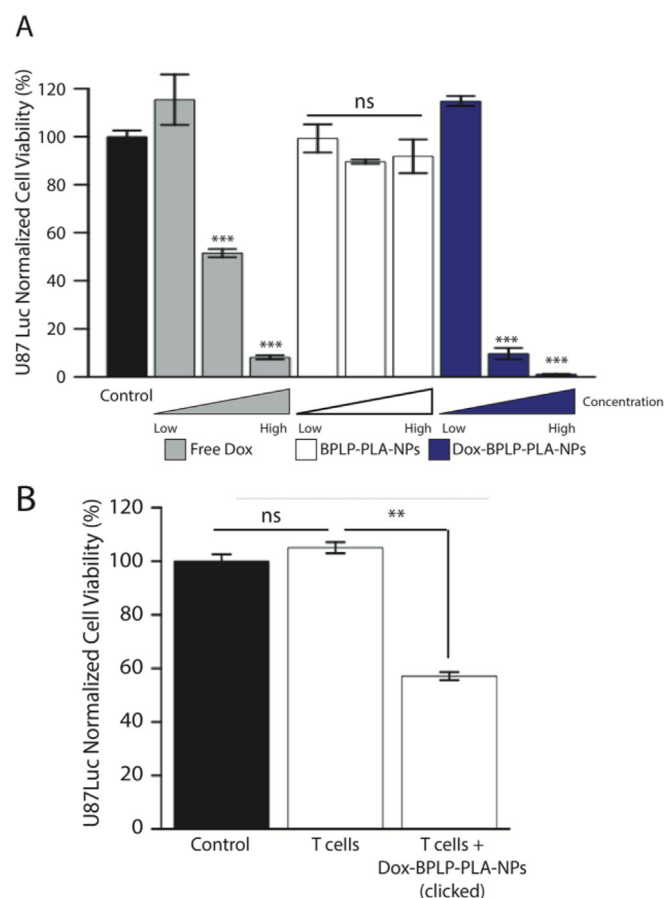 A
U87 Luc Normalized Cell Viability (%)
120
100
80
60
40
20
0
ns
***
***
***
***
Control
Low
High
Low
High
Low
High
Concentration
Free Dox
BPLP-PLA-NPs
Dox-BPLP-PLA-NPs
B
U87Luc Normalized Cell Viability (%)
120
100
80
60
40
20
0
ns
**
Control
T cells
T cells +
Dox-BPLP-PLA-NPs
(clicked)